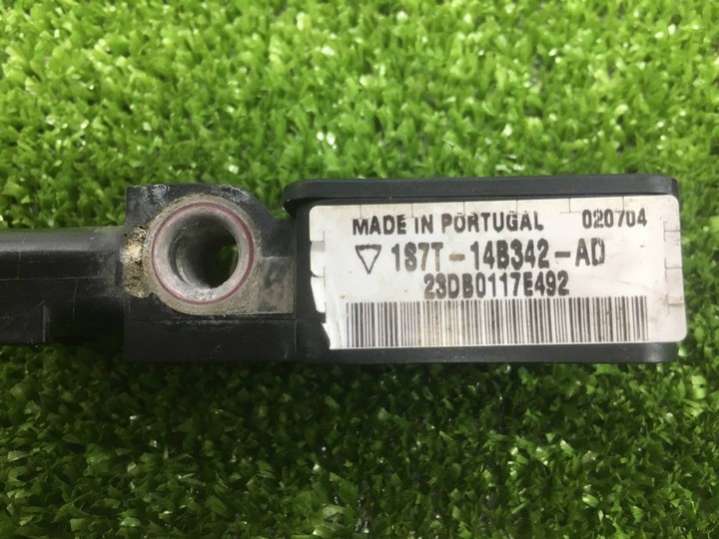 MADE IN PORTUGAL 020704
1S7T-14B342-AD
23DB0117E492